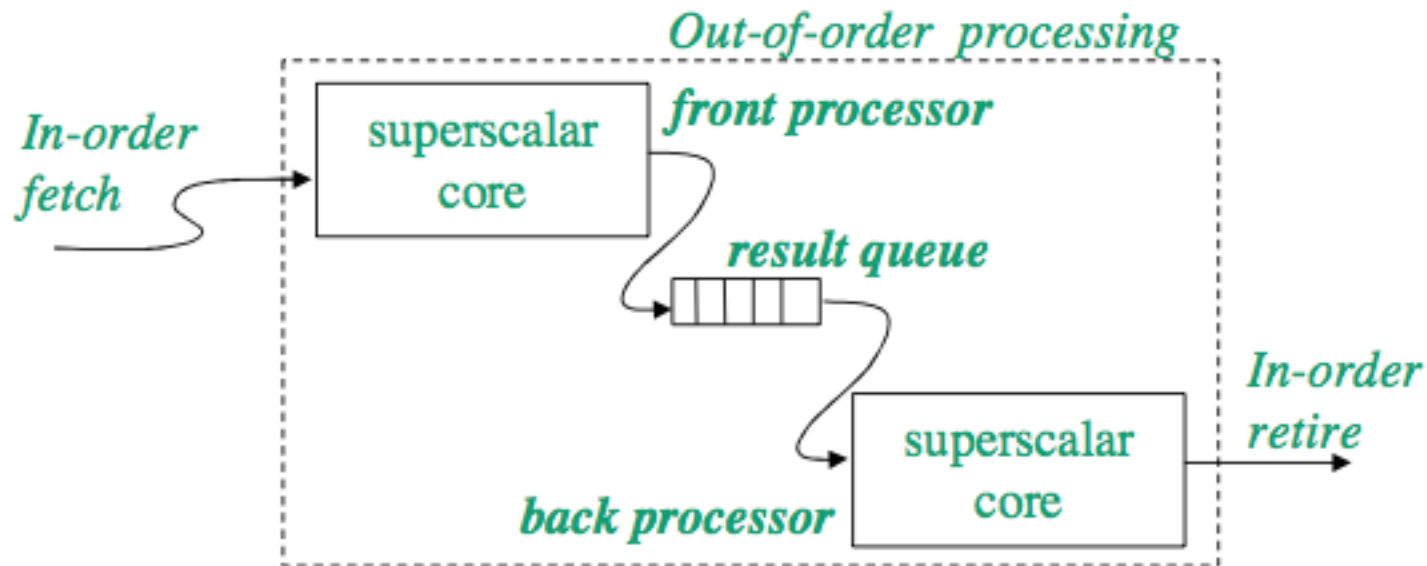 Out-of-order processing
In-order
fetch
superscalar
core
front processor
result queue
superscalar
core
back processor
In-order
retire